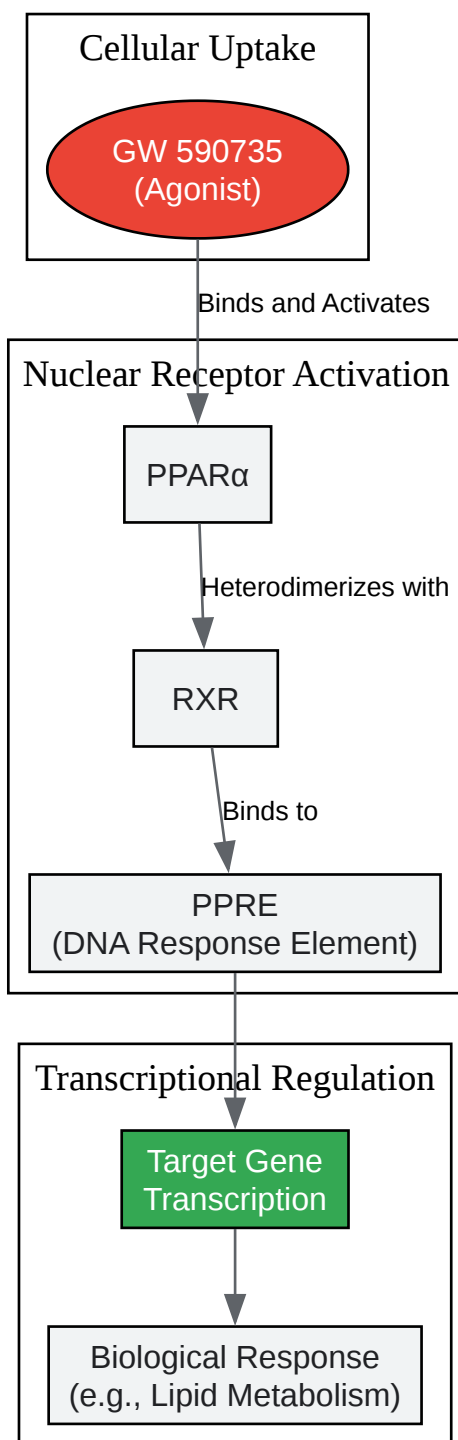 Cellular Uptake
GW 590735
(Agonist)
Binds and Activates
Nuclear Receptor Activation
PPARα
Heterodimerizes with
RXR
Binds to
PPRE
(DNA Response Element)
Transcriptional Regulation
Target Gene
Transcription
Biological Response
(e.g., Lipid Metabolism)